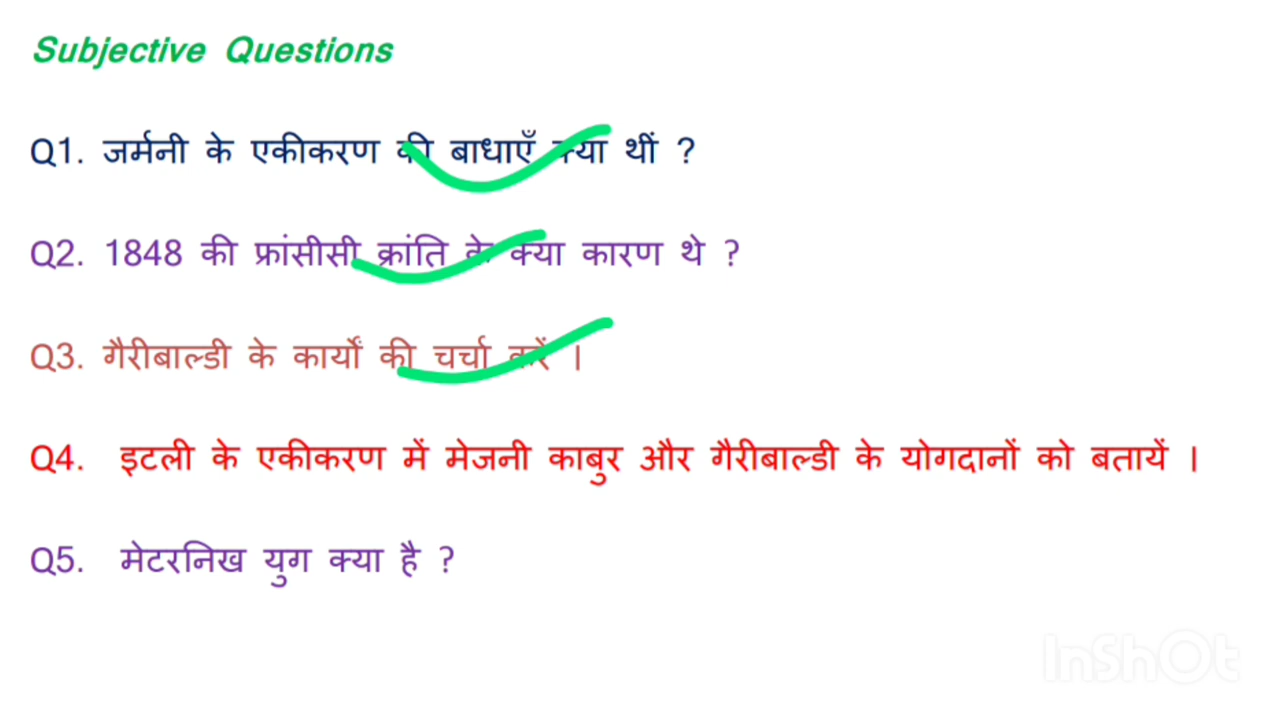 Subjective Questions
Q1. जर्मनी के एकीकरण की बाधाएँ क्या थीं ?
Q2. 1848 की फ्रांसीसी क्रांति के क्या कारण थे ?
Q3. गैरीबाल्डी के कार्यों की चर्चा करें ।
Q4. इटली के एकीकरण में मेजनी काबुर और गैरीबाल्डी के योगदानों को बतायें ।
Q5. मेटरनिख युग क्या है ?
InShOt